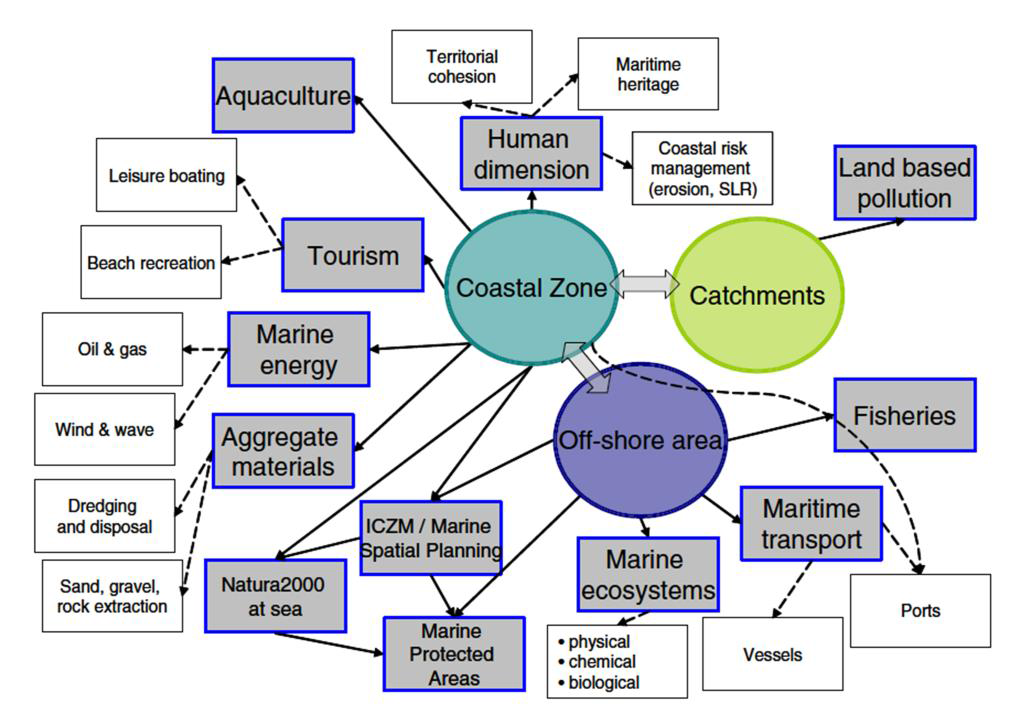 Territorial
cohesion
Maritime
heritage
Aquaculture
Human
dimension
Coastal risk
management
(erosion, SLR)
Land based
pollution
Leisure boating
Beach recreation
Tourism
Coastal Zone
Catchments
Oil & gas
Marine
energy
Wind & wave
Aggregate
materials
Off-shore area
Fisheries
Dredging
and disposal
ICZM / Marine
Spatial Planning
Maritime
transport
Sand, gravel,
rock extraction
Natura2000
at sea
Marine
ecosystems
Ports
Marine
Protected
Areas
• physical
• chemical
• biological
Vessels